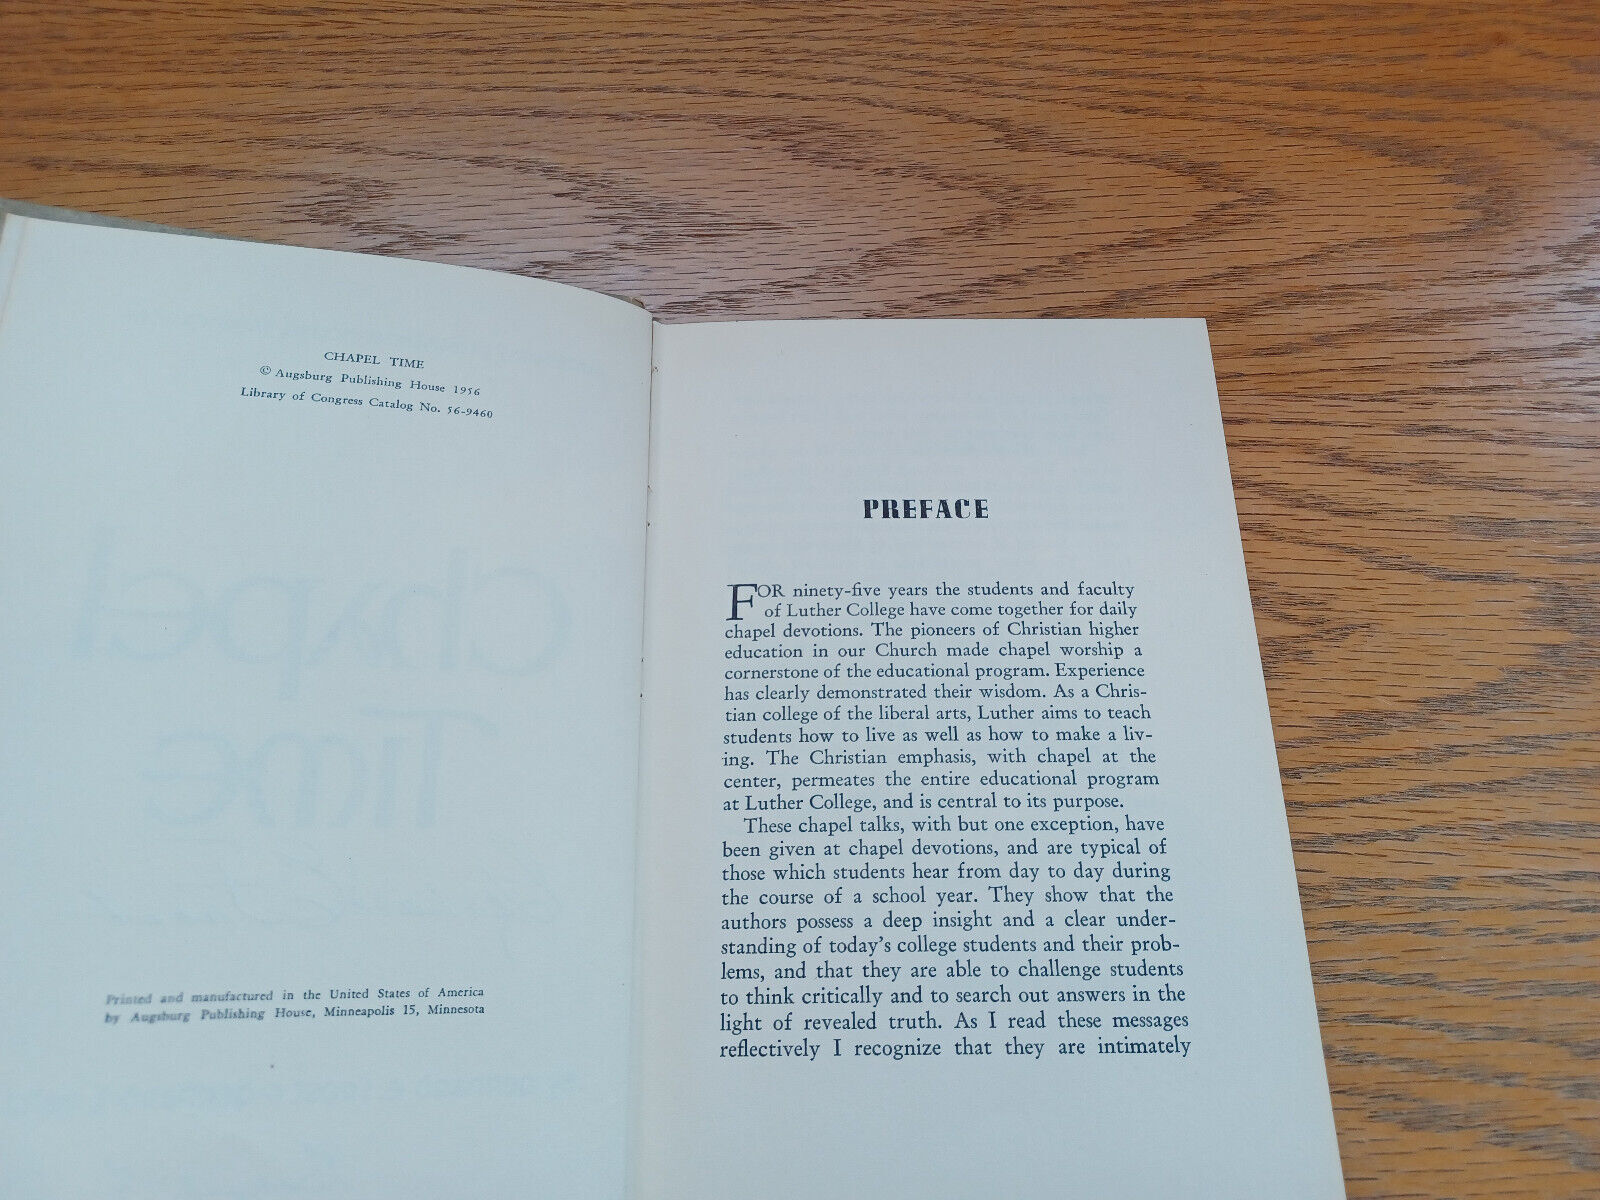 CHAPEL TIME
© Augsburg Publishing House 1956
Library of Congress Catalog No. 56-9460
Printed and manufactured in the United States of America
by Augsburg Publishing House, Minneapolis 15, Minnesota
PREFACE
FOR ninety-five years the students and faculty
of Luther College have come together for daily
chapel devotions. The pioneers of Christian higher
education in our Church made chapel worship a
cornerstone of the educational program. Experience
has clearly demonstrated their wisdom. As a Chris-
tian college of the liberal arts, Luther aims to teach
students how to live as well as how to make a liv-
ing. The Christian emphasis, with chapel at the
center, permeates the entire educational program
at Luther College, and is central to its purpose.
These chapel talks, with but one exception, have
been given at chapel devotions, and are typical of
those which students hear from day to day during
the course of a school year. They show that the
authors possess a deep insight and a clear under-
standing of today's college students and their prob-
lems, and that they are able to challenge students
to think critically and to search out answers in the
light of revealed truth. As I read these messages
reflectively I recognize that they are intimately